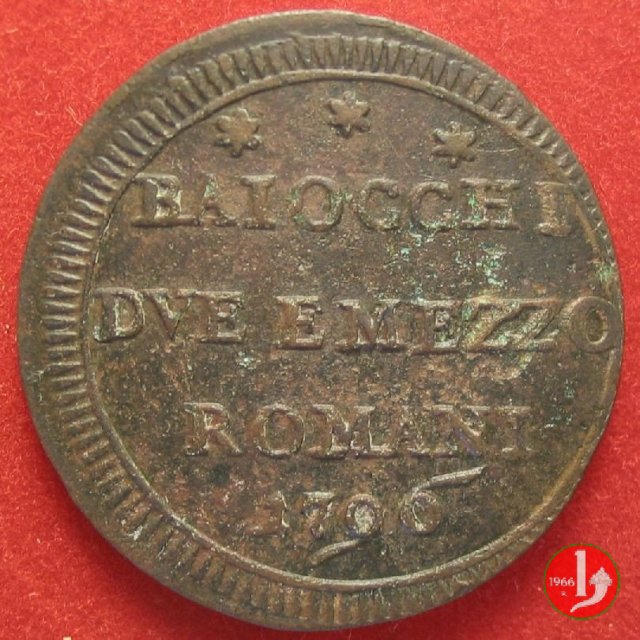 BAIOCCHI
DVE E MEZZO
ROMANI
1796
1966